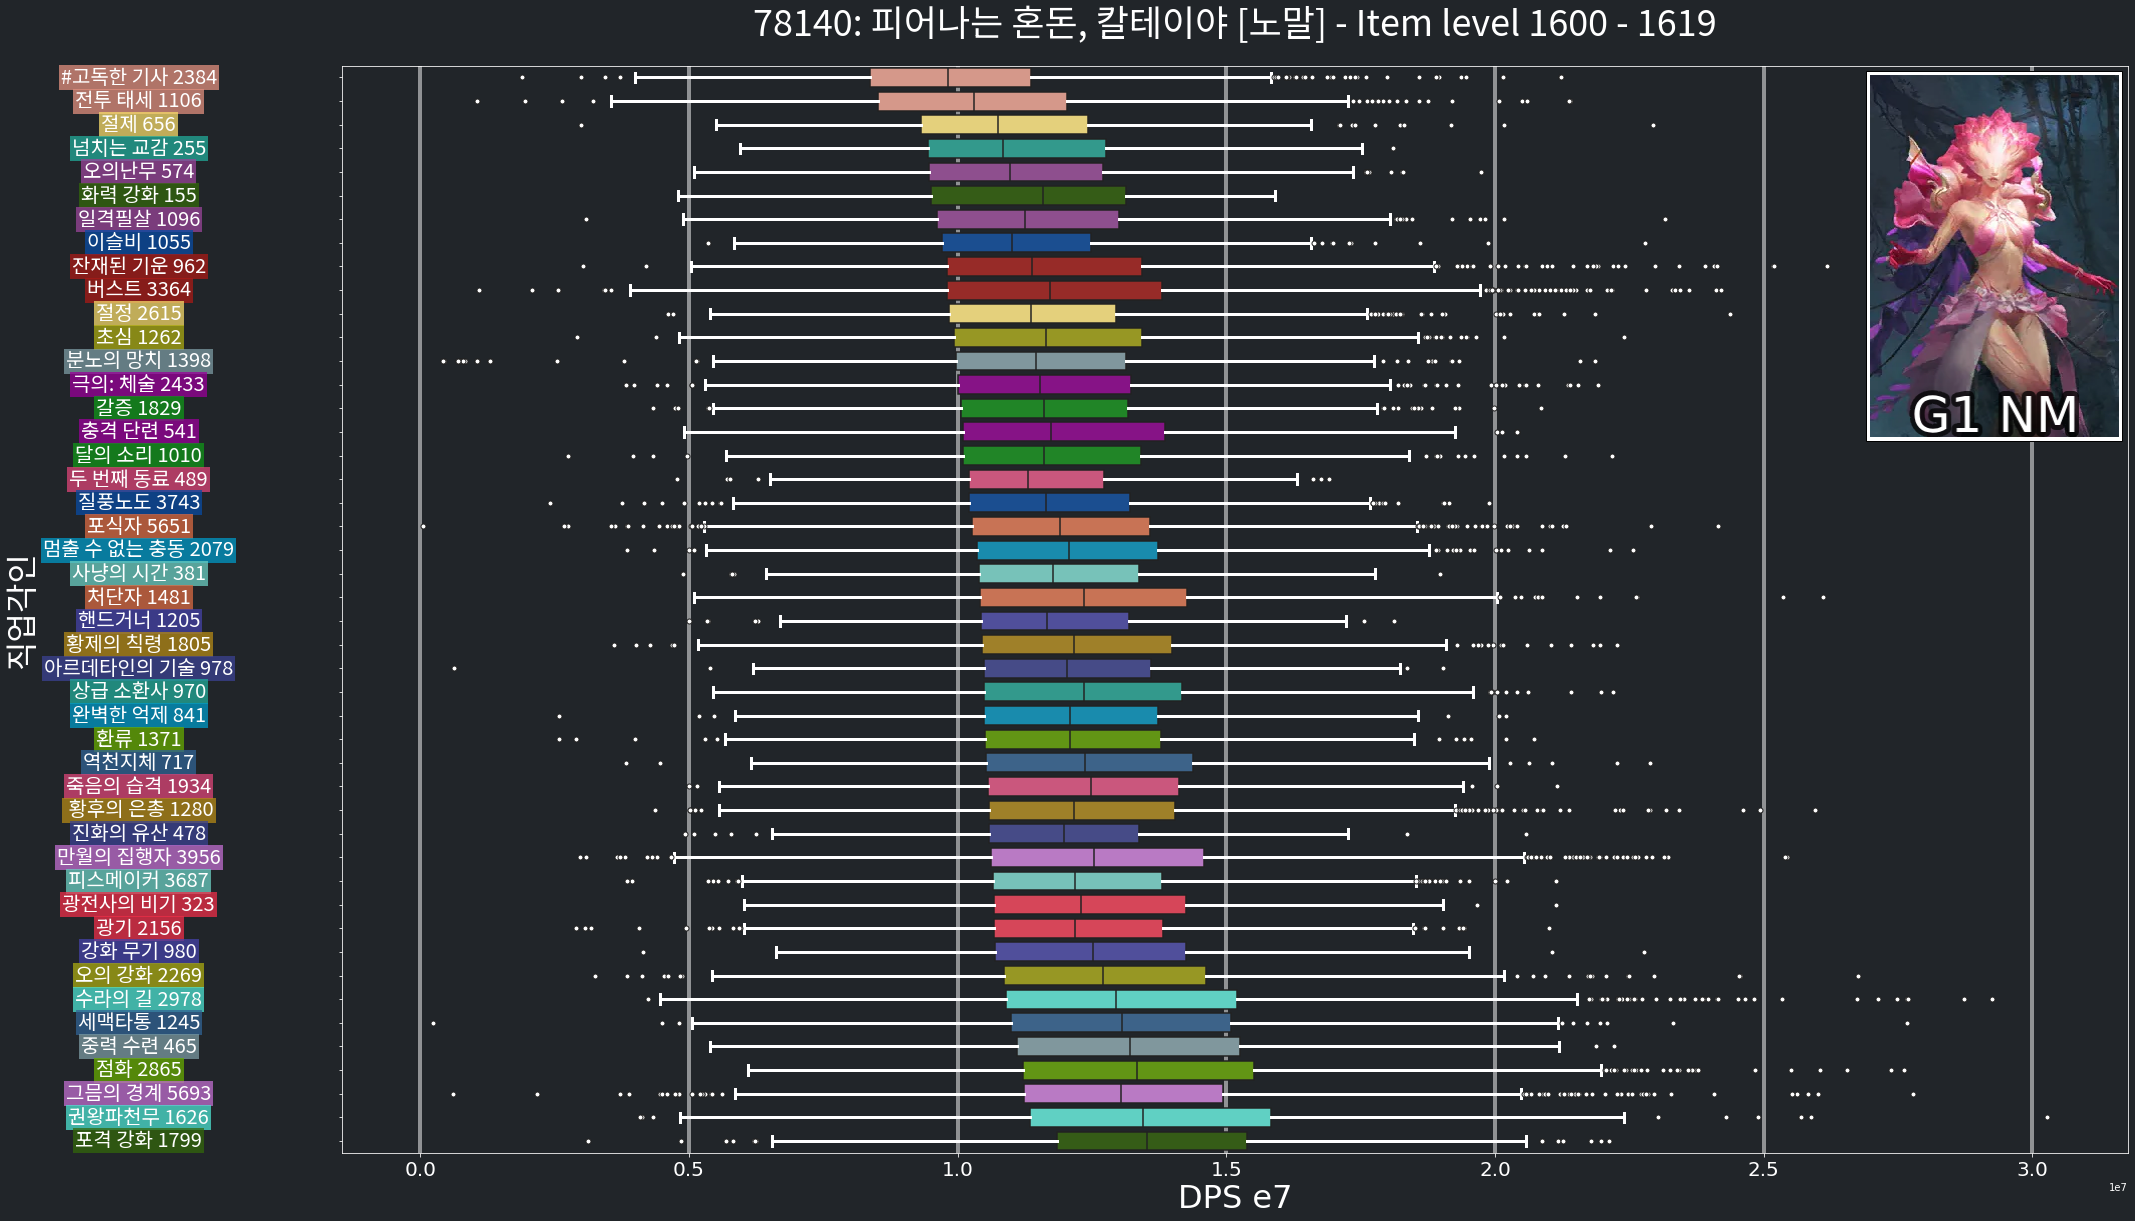 78140: 피어나는 혼돈, 칼테이야 [노말] - Item level 1600 - 1619
직업각인
#고독한 기사 2384
전투 태세 1106
절제 656
넘치는 교감 255
오의난무 574
화력 강화 155
일격필살 1096
이슬비 1055
잔재된 기운 962
버스트 3364
절정 2615
초심 1262
분노의 망치 1398
극의: 체술 2433
갈증 1829
충격 단련 541
달의 소리 1010
두 번째 동료 489
질풍노도 3743
포식자 5651
멈출 수 없는 충동 2079
사냥의 시간 381
처단자 1481
핸드거너 1205
황제의 칙령 1805
아르데타인의 기술 978
상급 소환사 970
완벽한 억제 841
환류 1371
역천지체 717
죽음의 습격 1934
황후의 은총 1280
진화의 유산 478
만월의 집행자 3956
피스메이커 3687
광전사의 비기 323
광기 2156
강화 무기 980
오의 강화 2269
수라의 길 2978
세맥타통 1245
중력 수련 465
점화 2865
그믐의 경계 5693
권왕파천무 1626
포격 강화 1799
G1 NM
0.0 0.5 1.0 1.5 2.0 2.5 3.0
1e7
DPS e7